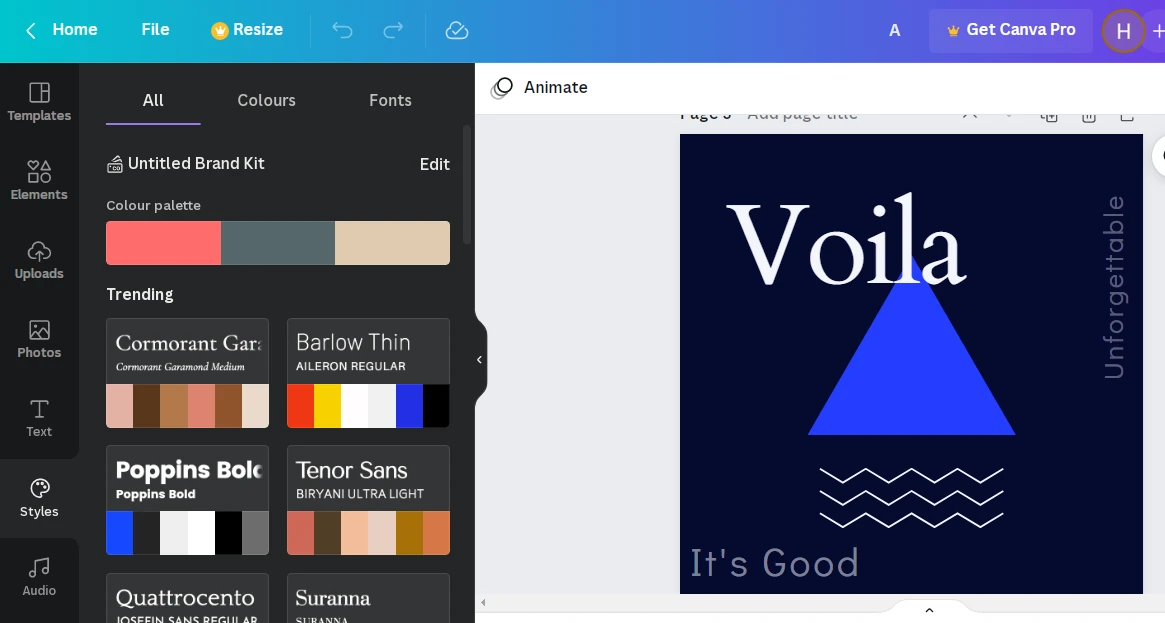 Home File Resize A Get Canva Pro H
Templates
Elements
Uploads
Photos
Text
Styles
Audio
All Colours Fonts
CO. Untitled Brand Kit Edit
Colour palette
Trending
Cormorant Gara
Cormorant Garamond Medium
Barlow Thin
AILERON REGULAR
Poppins Bold
Poppins Bold
Tenor Sans
BIRYANI ULTRA LIGHT
Quattrocento
JOSEFIN SANS REGULAR
Suranna
SURANNA
Animate
Add page title
Voila
Unforgettable
It's Good